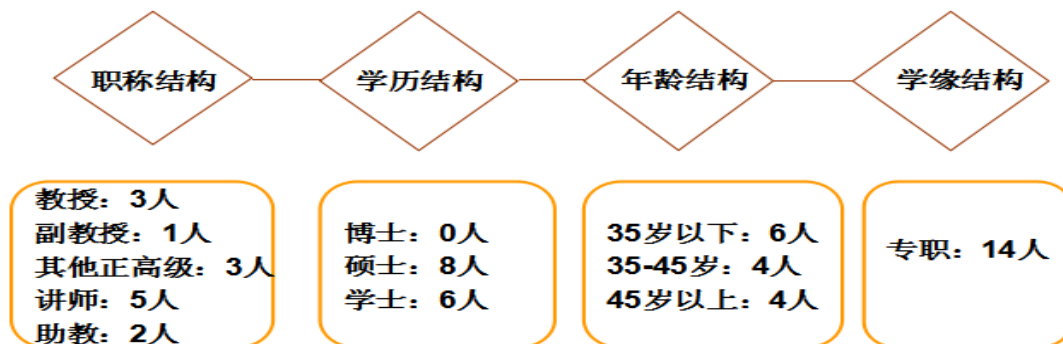 职称结构
学历结构
年龄结构
学缘结构
教授：3人
副教授：1人
其他正高级：3人
讲师：5人
助教：2人
博士：0人
硕士：8人
学士：6人
35岁以下：6人
35-45岁：4人
45岁以上：4人
专职：14人